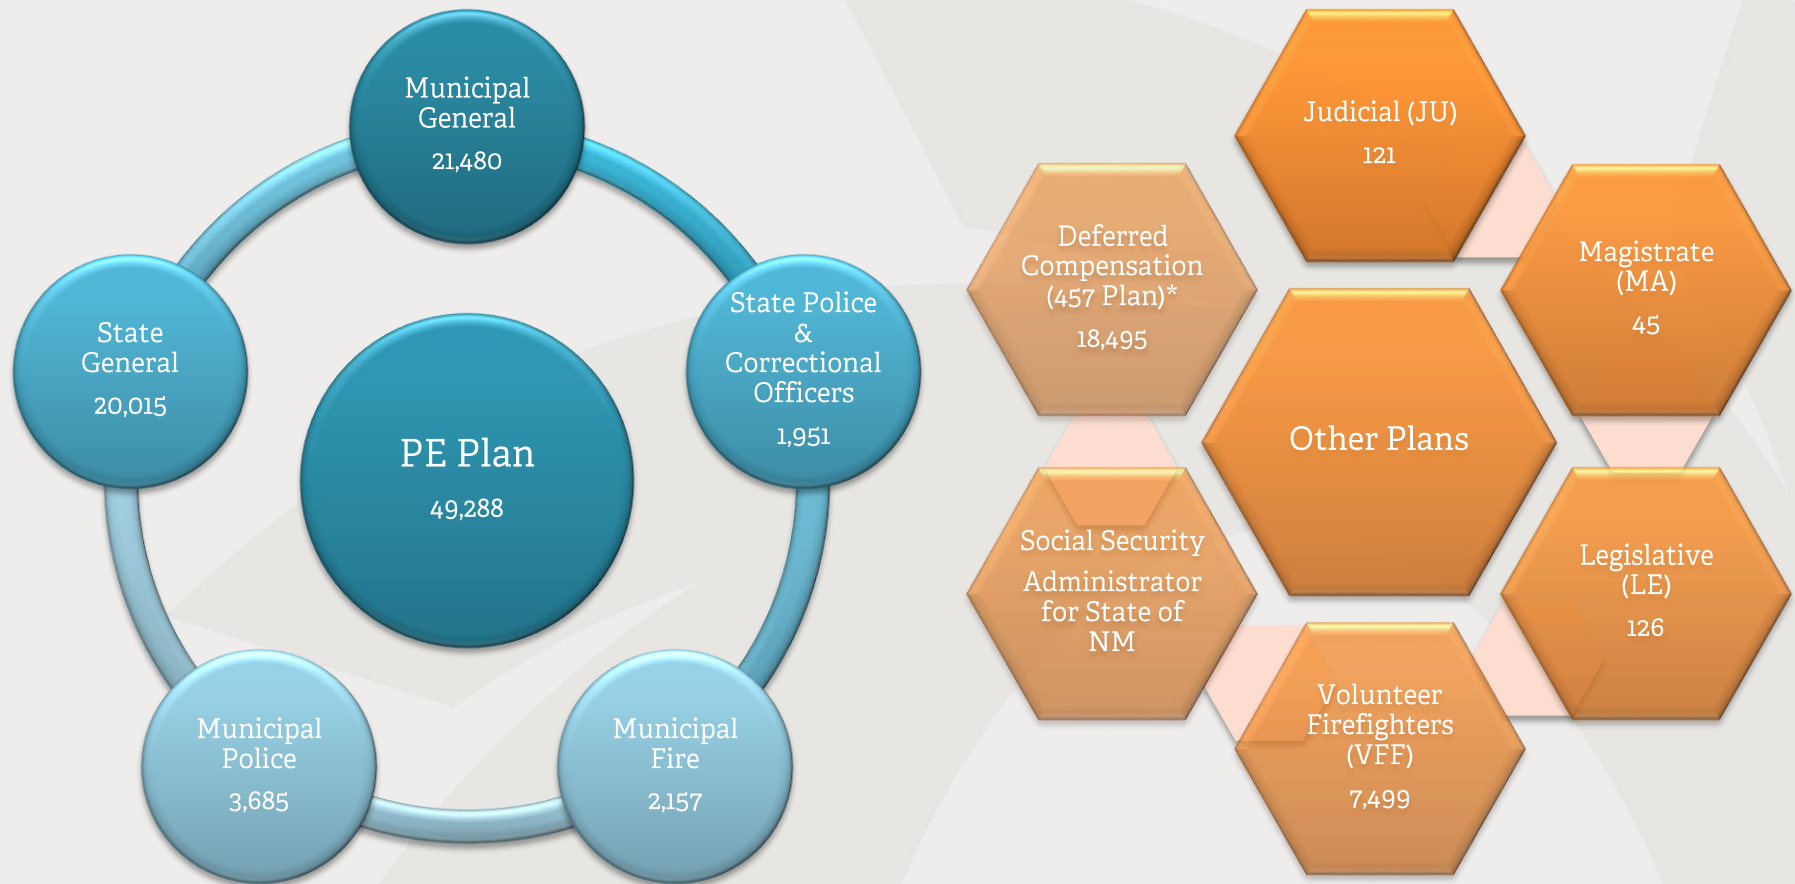 Municipal
General
21,480
State Police
&
Correctional
Officers
1,951
Municipal
Fire
2,157
Municipal
Police
3,685
State
General
20,015
PE Plan
49,288
Judicial (JU)
121
Magistrate
(MA)
45
Legislative
(LE)
126
Volunteer
Firefighters
(VFF)
7,499
Social Security
Administrator
for State of
NM
Deferred
Compensation
(457 Plan)*
18,495
Other Plans